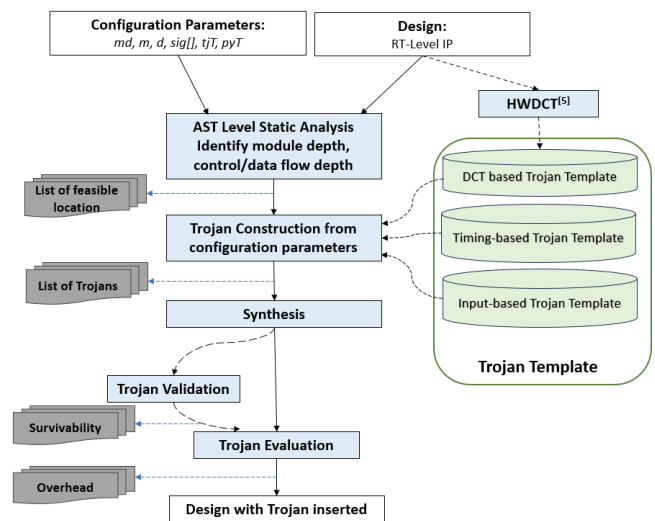 Configuration Parameters:
md, m, d, sig[], tjT, pyT
Design:
RT-Level IP
HWDCT[5]
AST Level Static Analysis
Identify module depth,
control/data flow depth
DCT based Trojan Template
List of feasible
location
Trojan Construction from
configuration parameters
Timing-based Trojan Template
List of Trojans
Input-based Trojan Template
Synthesis
Trojan Template
Trojan Validation
Survivability
Trojan Evaluation
Overhead
Design with Trojan inserted